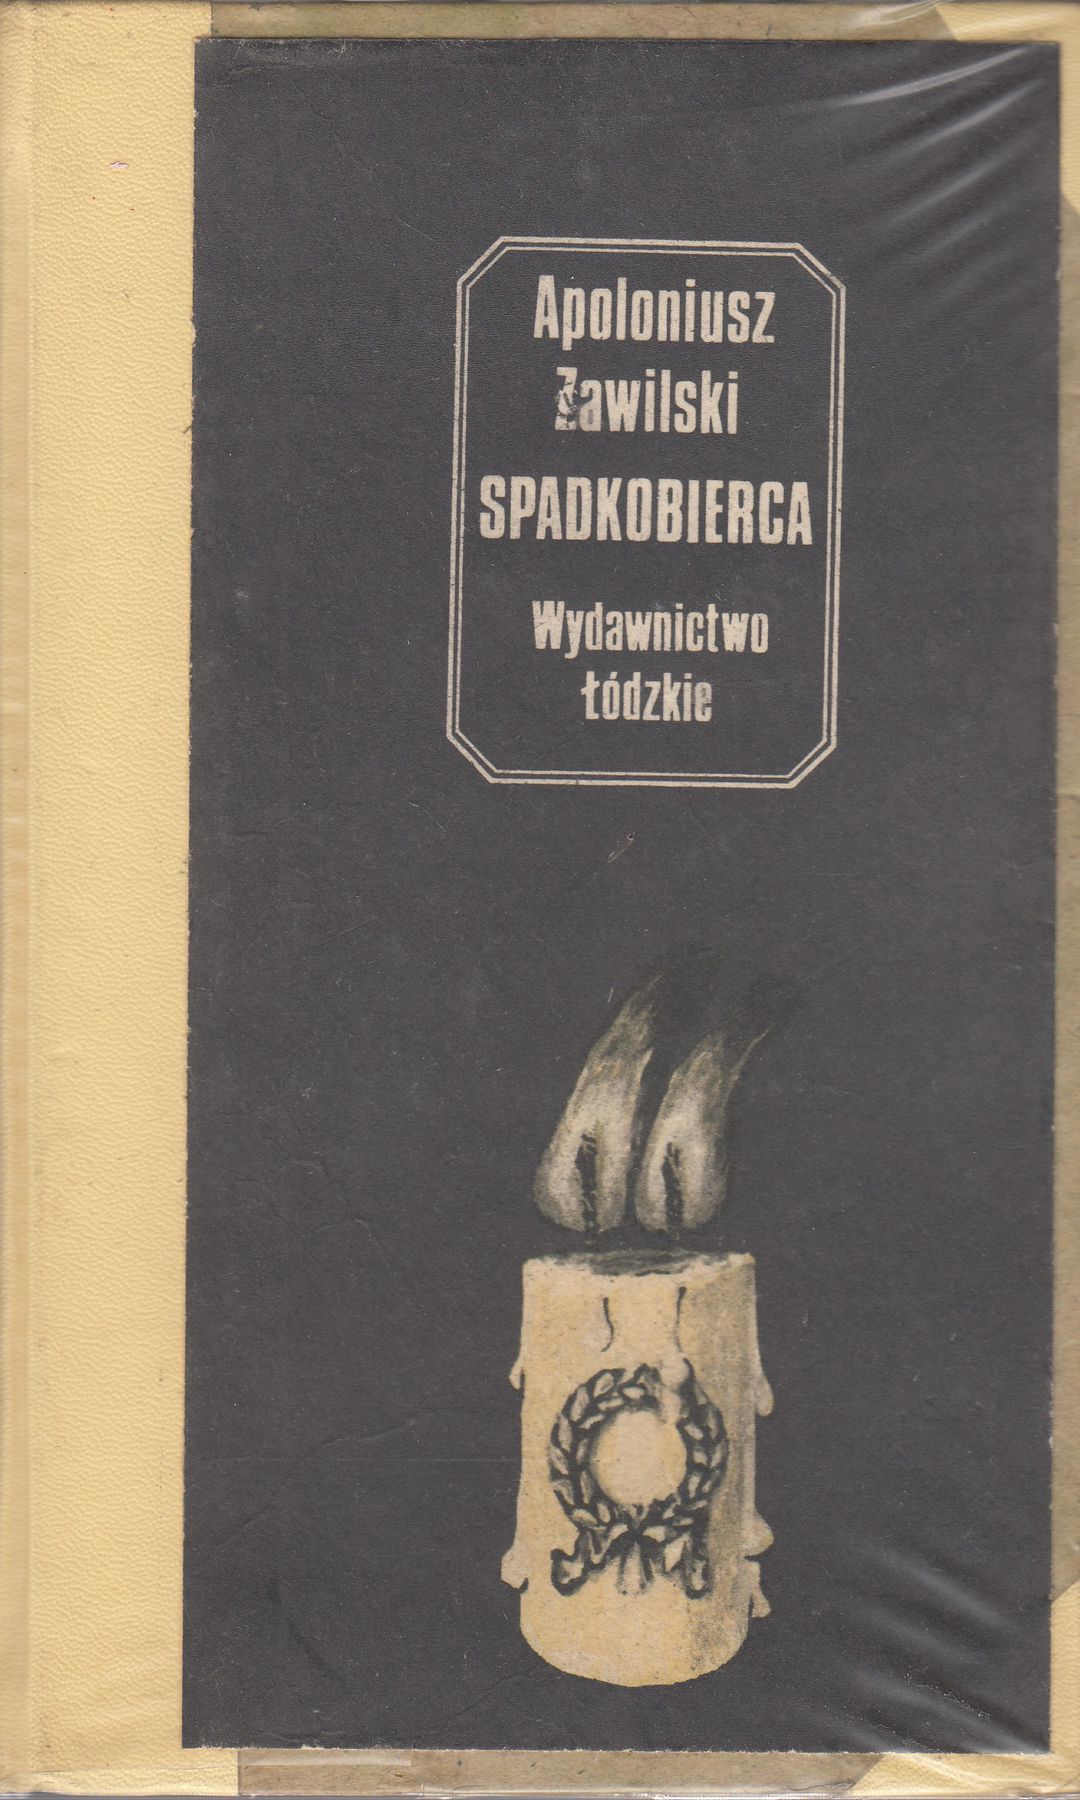 Apoloniusz
Zawilski
SPADKOBIERCA
Wydawnictwo
Łódzkie